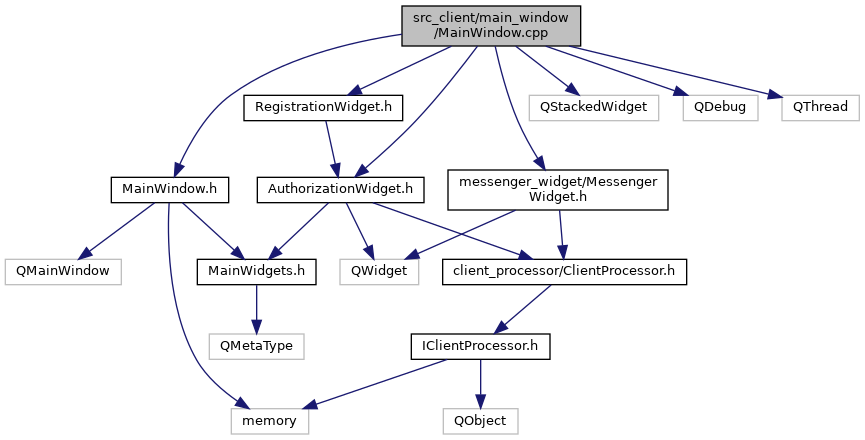 src_client/main_window
/MainWindow.cpp
RegistrationWidget.h
QStackedWidget
QDebug
QThread
MainWindow.h
AuthorizationWidget.h
messenger_widget/Messenger
Widget.h
QMainWindow
MainWidgets.h
QWidget
client_processor/ClientProcessor.h
QMetaType
IClientProcessor.h
memory
QObject